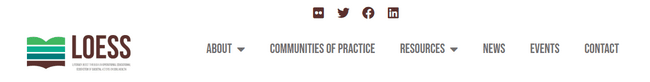 LOESS
ABOUT
COMMUNITIES OF PRACTICE
RESOURCES
NEWS
EVENTS
CONTACT